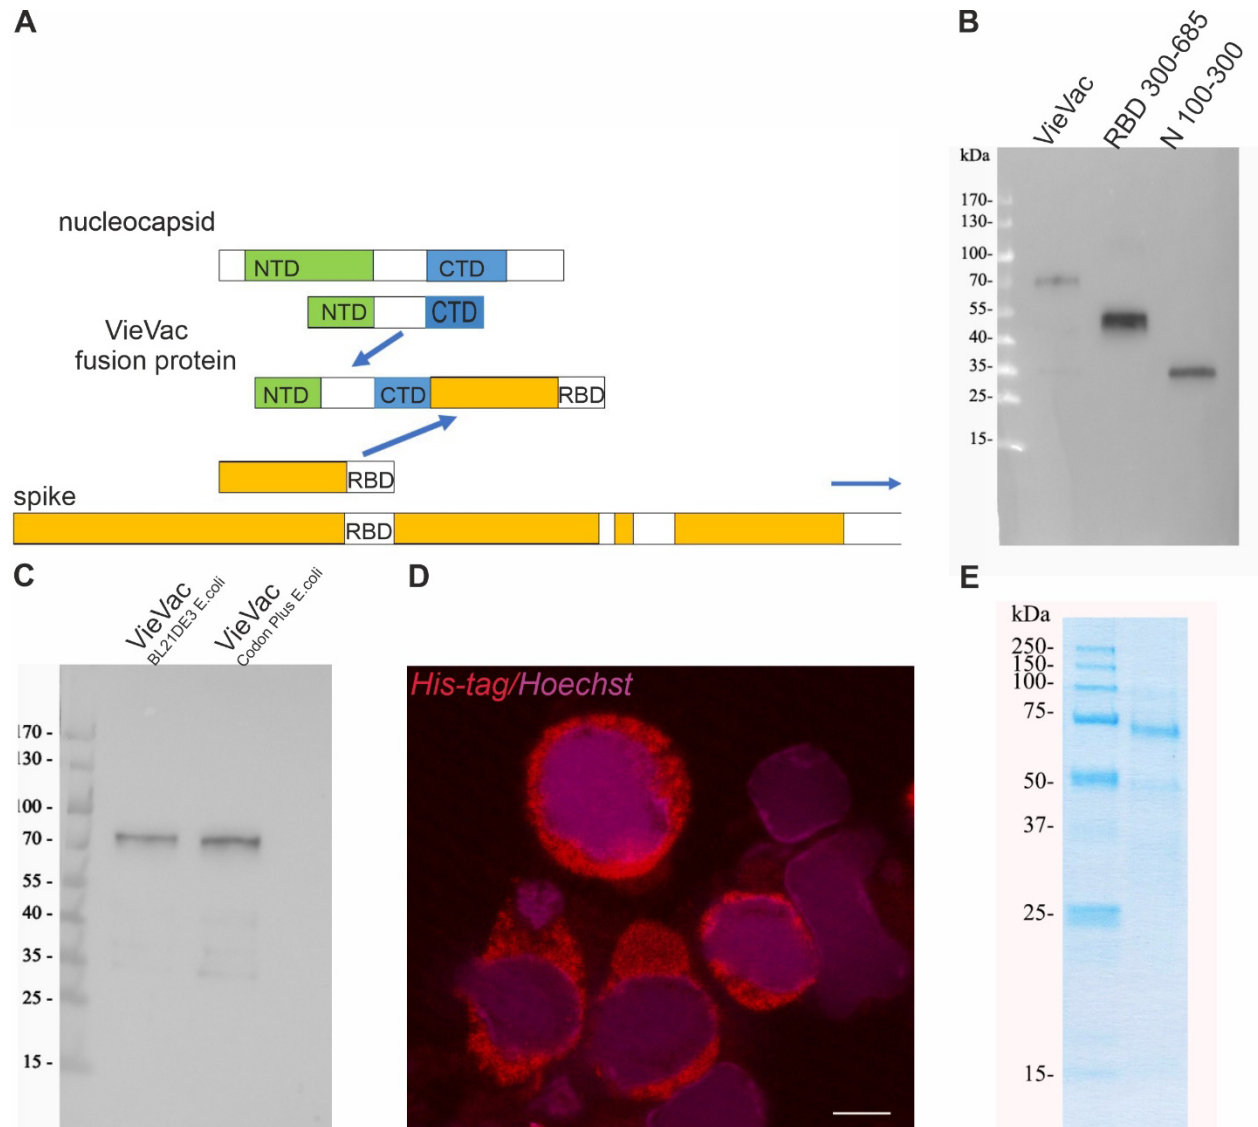 A
nucleocapsid
NTD
CTD
NTD
CTD
VieVac
fusion protein
NTD
CTD
RBD
RBD
spike
RBD
B
VieVac
RBD 300-685
N 100-300
kDa
170-
130-
100-
70-
55-
40-
35-
25-
15-
C
VieVac
BL21DE3 E.coli
VieVac
Codon Plus E.coli
170 -
130 -
100 -
70 -
55 -
40 -
35 -
25 -
15 -
D
His-tag/Hoechst
E
kDa
250-
150-
100-
75-
50-
37-
25-
15-